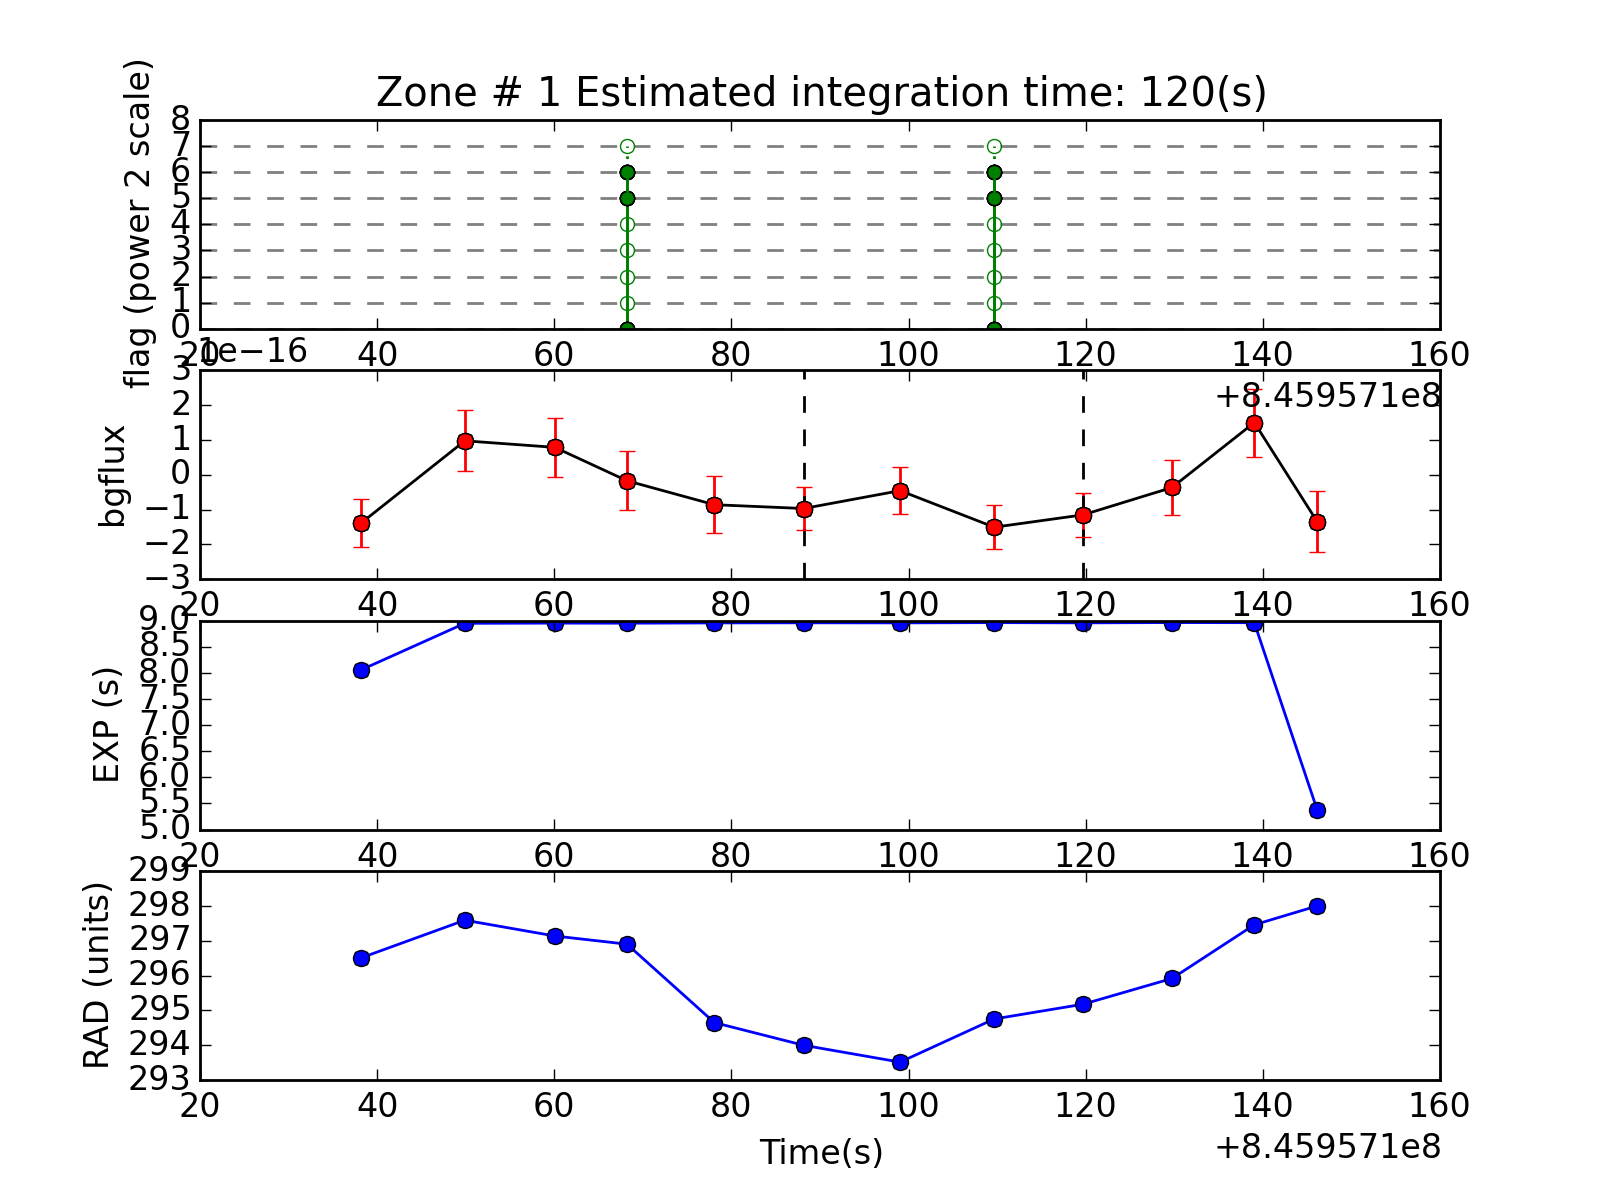 Zone # 1 Estimated integration time: 120(s)
flag (power 2 scale)
8
7
6
5
4
3
2
1
0
20 40 60 80 100 120 140 160
1e−16
+8.459571e8
bgflux
3
2
1
0
−1
−2
−3
20 40 60 80 100 120 140 160
EXP (s)
9.0
8.5
8.0
7.5
7.0
6.5
6.0
5.5
5.0
20 40 60 80 100 120 140 160
RAD (units)
299
298
297
296
295
294
293
20 40 60 80 100 120 140 160
Time(s)
+8.459571e8